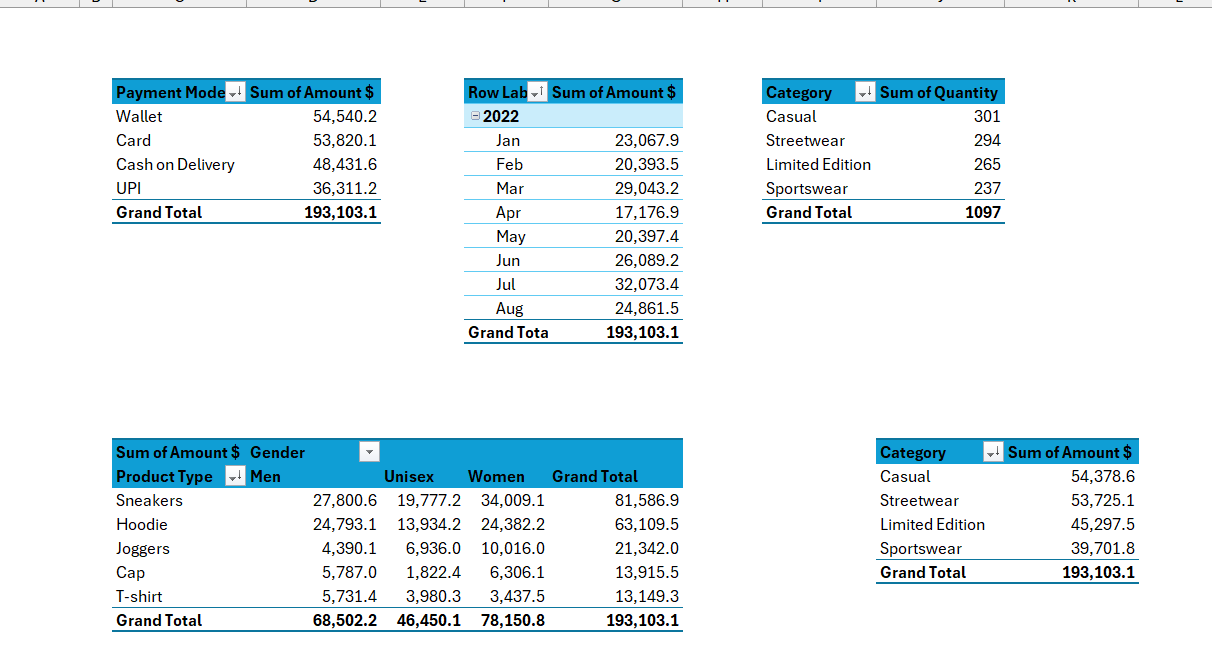 Payment Mode Sum of Amount $
Wallet 54,540.2
Card 53,820.1
Cash on Delivery 48,431.6
UPI 36,311.2
Grand Total 193,103.1
Row Lab Sum of Amount $
2022
Jan 23,067.9
Feb 20,393.5
Mar 29,043.2
Apr 17,176.9
May 20,397.4
Jun 26,089.2
Jul 32,073.4
Aug 24,861.5
Grand Tota 193,103.1
Category Sum of Quantity
Casual 301
Streetwear 294
Limited Edition 265
Sportswear 237
Grand Total 1097
Sum of Amount $ Gender
Product Type Men Unisex Women Grand Total
Sneakers 27,800.6 19,777.2 34,009.1 81,586.9
Hoodie 24,793.1 13,934.2 24,382.2 63,109.5
Joggers 4,390.1 6,936.0 10,016.0 21,342.0
Cap 5,787.0 1,822.4 6,306.1 13,915.5
T-shirt 5,731.4 3,980.3 3,437.5 13,149.3
Grand Total 68,502.2 46,450.1 78,150.8 193,103.1
Category Sum of Amount $
Casual 54,378.6
Streetwear 53,725.1
Limited Edition 45,297.5
Sportswear 39,701.8
Grand Total 193,103.1